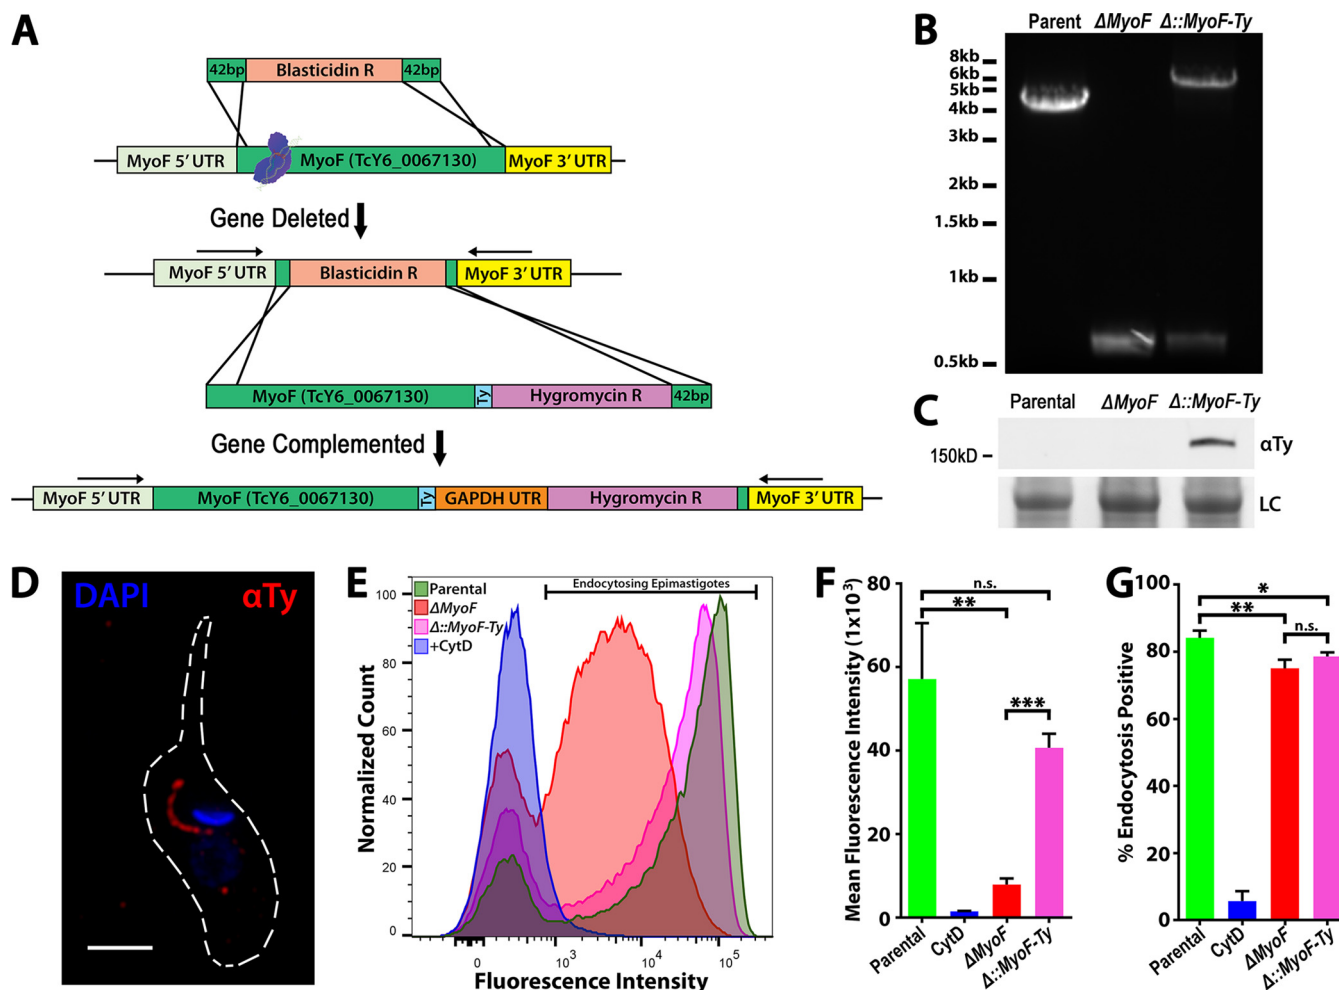 A
42bp Blasticidin R 42bp
MyoF 5′ UTR MyoF (TcY6_0067130) MyoF 3′ UTR
Gene Deleted
MyoF 5′ UTR Blasticidin R MyoF 3′ UTR
MyoF (TcY6_0067130) Ty Hygromycin R 42bp
Gene Complemented
MyoF 5′ UTR MyoF (TcY6_0067130) Ty GAPDH UTR Hygromycin R MyoF 3′ UTR
B
Parent ΔMyoF Δ::MyoF-Ty
8kb
6kb
5kb
4kb
3kb
2kb
1.5kb
1kb
0.5kb
C
Parental ΔMyoF Δ::MyoF-Ty
150kD αTy
LC
D
DAPI αTy
E
Endocytosing Epimastigotes
Parental
ΔMyoF
Δ::MyoF-Ty
+CytD
Normalized Count
100
80
60
40
20
0
0 10³ 10⁴ 10⁵
Fluorescence Intensity
F
Mean Fluorescence Intensity (1x10³)
80
60
40
20
0
n.s.
**
***
Parental CytD ΔMyoF Δ::MyoF-Ty
G
% Endocytosis Positive
100
80
60
40
20
0
*
**
n.s.
Parental CytD ΔMyoF Δ::MyoF-Ty